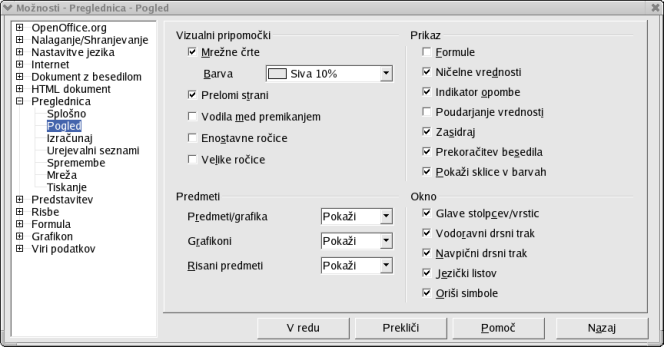 Možnosti - Preglednica - Pogled
OpenOffice.org
Nalaganje/Shranjevanje
Nastavitve jezika
Internet
Dokument z besedilom
HTML dokument
Preglednica
Splošno
Pogled
Izračunaj
Urejevalni seznami
Spremembe
Mreža
Tiskanje
Predstavitev
Risbe
Formula
Grafikon
Viri podatkov
Vizualni pripomočki
Mrežne črte
Barva
Siva 10%
Prelomi strani
Vodila med premikanjem
Enostavne ročice
Velike ročice
Prikaz
Formule
Ničelne vrednosti
Indikator opombe
Poudarjanje vrednosti
Zasidraj
Prekoračitev besedila
Pokaži sklice v barvah
Predmeti
Predmeti/grafika
Pokaži
Grafikoni
Pokaži
Risani predmeti
Pokaži
Okno
Glave stolpcev/vrstic
Vodoravni drsni trak
Navpični drsni trak
Jezički listov
Oriši simbole
V redu
Prekliči
Pomoč
Nazaj